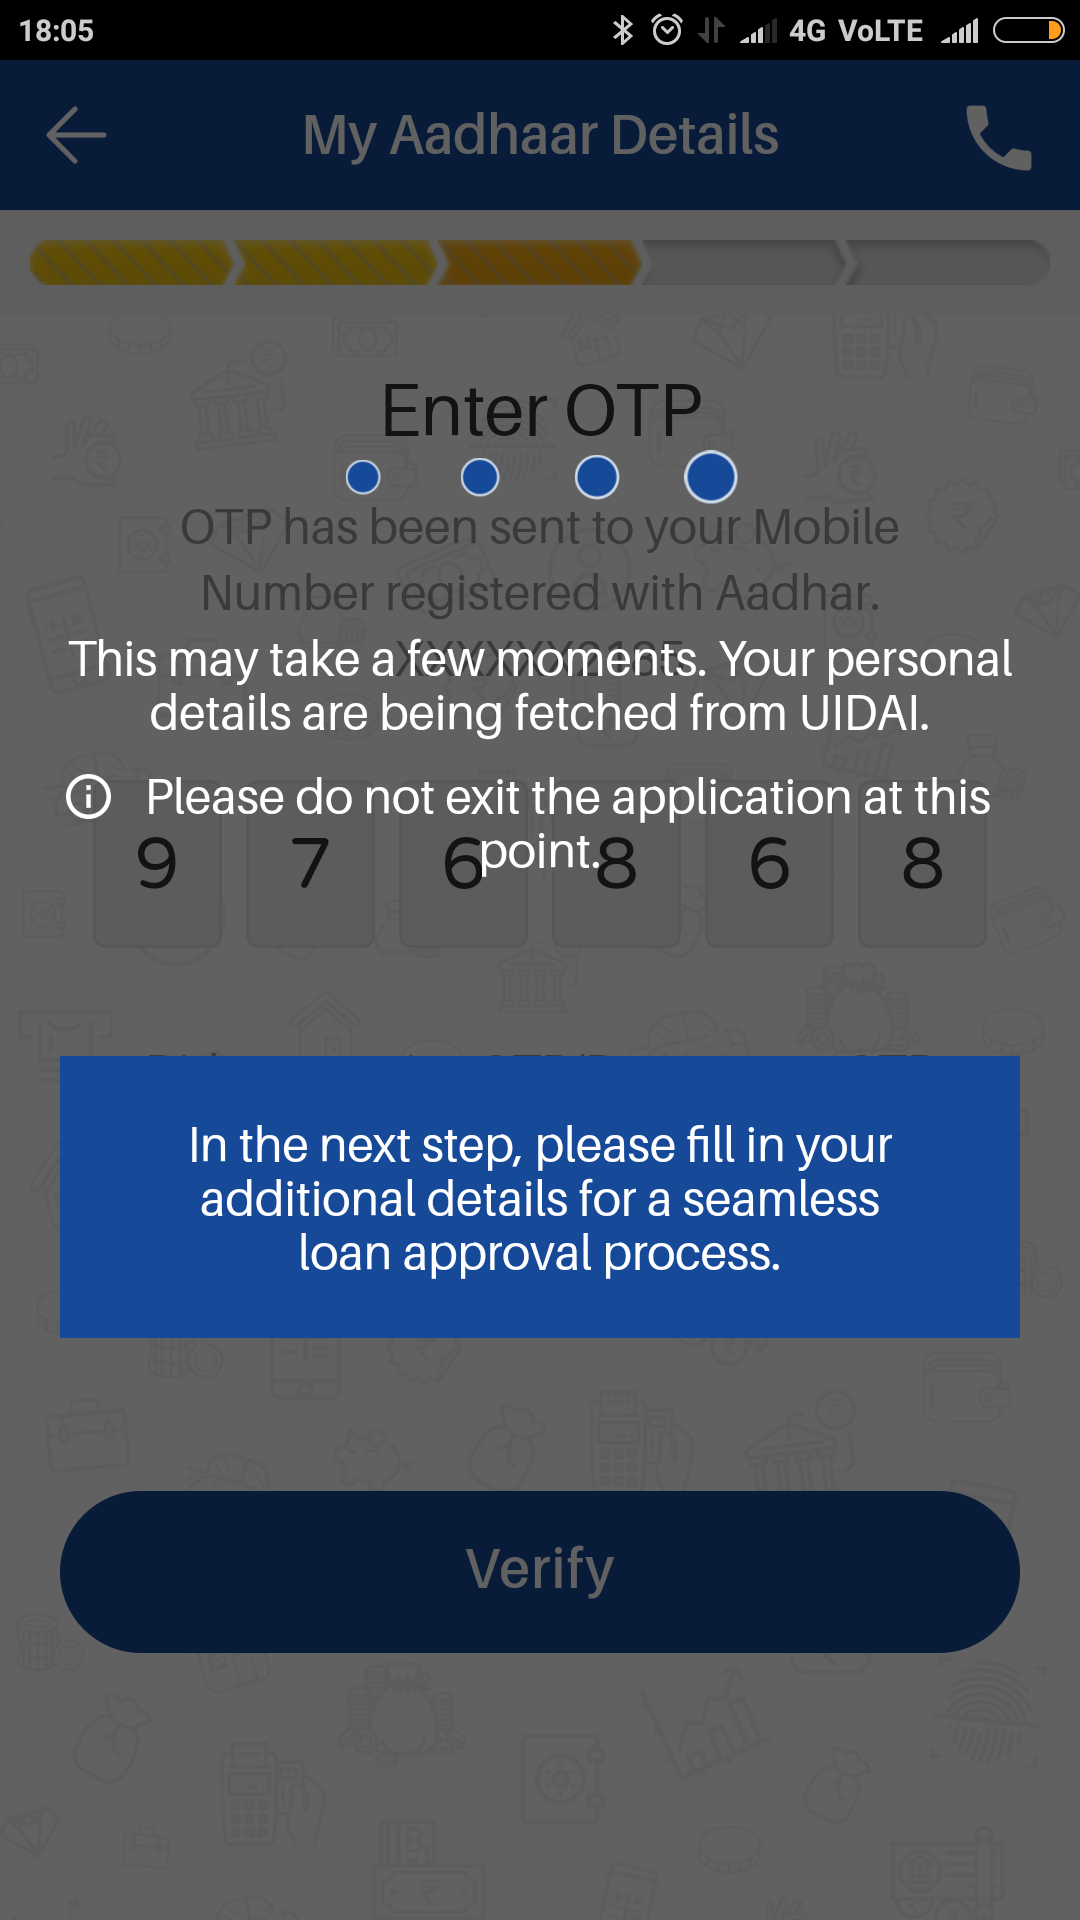 18:05
4G VoLTE
My Aadhaar Details
Enter OTP
OTP has been sent to your Mobile
Number registered with Aadhar.
XXXXXX2185
This may take a few moments. Your personal
details are being fetched from UIDAI.
Please do not exit the application at this
point.
9 7 6 8 6 8
In the next step, please fill in your
additional details for a seamless
loan approval process.
Verify